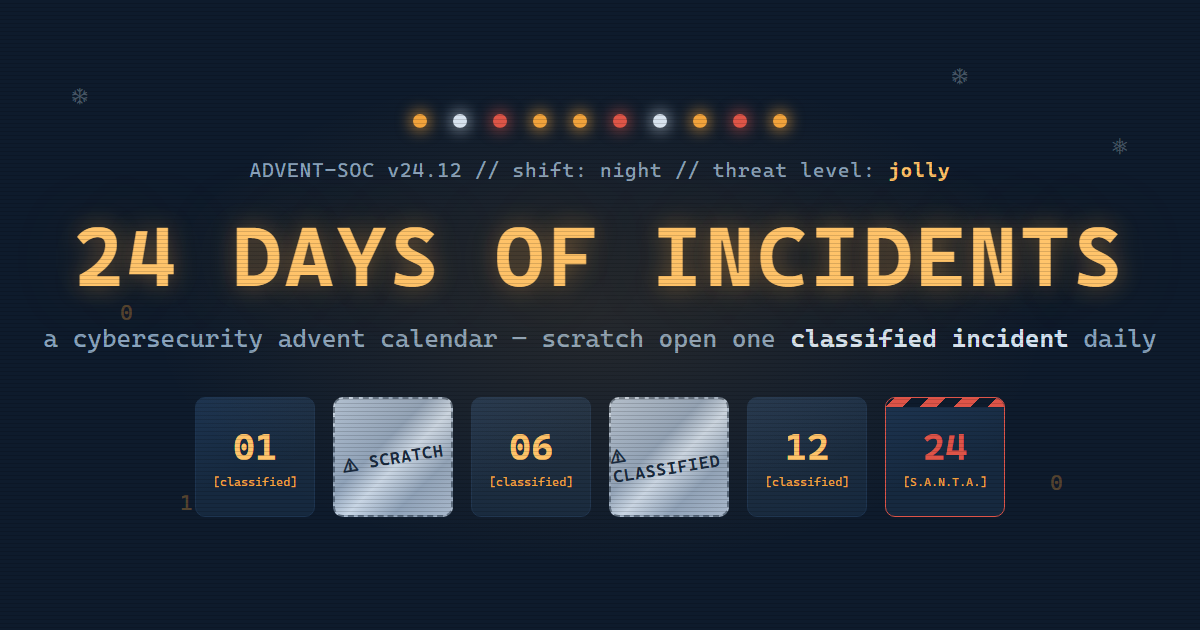 ADVENT-SOC v24.12 // shift: night // threat level: jolly
24 DAYS OF INCIDENTS
0
a cybersecurity advent calendar — scratch open one classified incident daily
01
[classified]
⚠ SCRATCH
06
[classified]
⚠
CLASSIFIED
12
[classified]
24
[S.A.N.T.A.]
1
0